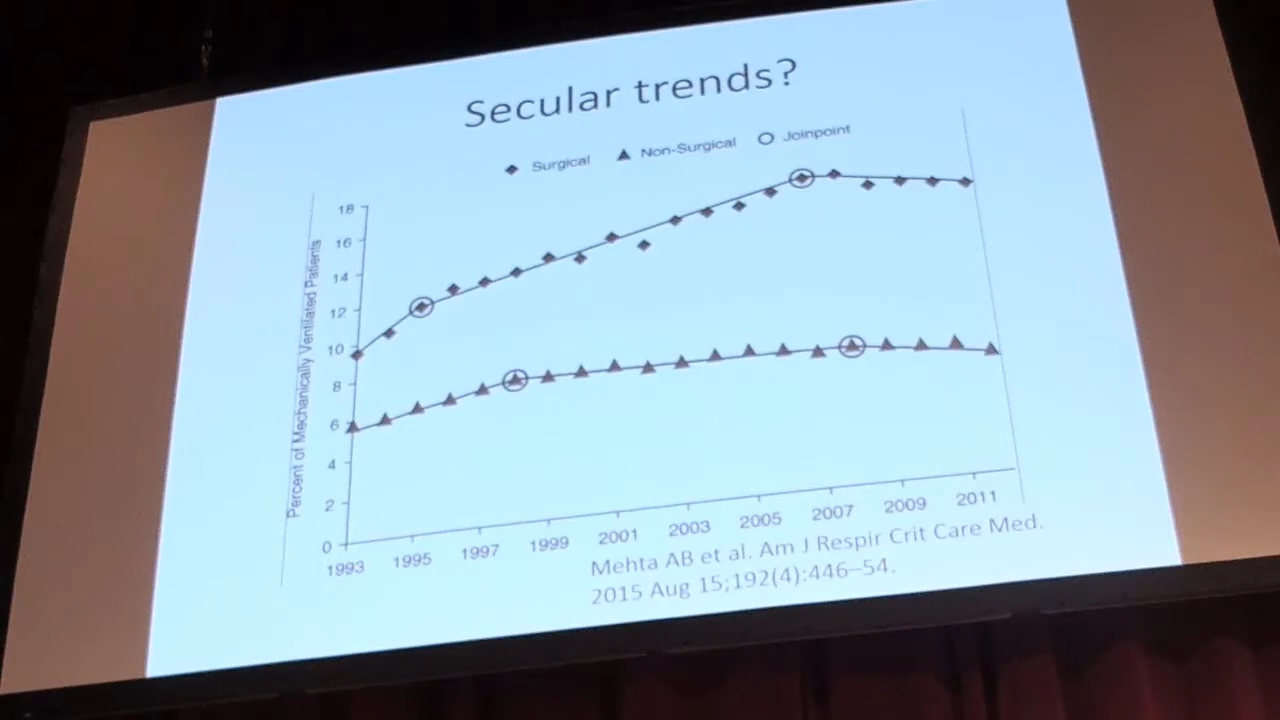 Secular trends?
Surgical Non-Surgical Joinpoint
Percent of Mechanically Ventilated Patients
18
16
14
12
10
8
6
4
2
0
1993 1995 1997 1999 2001 2003 2005 2007 2009 2011
Mehta AB et al. Am J Respir Crit Care Med.
2015 Aug 15;192(4):446–54.